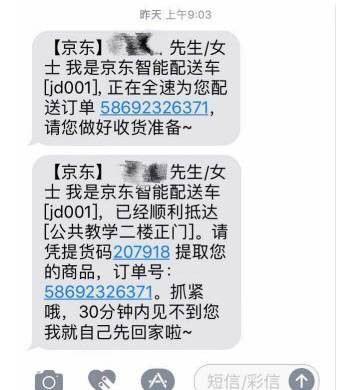 昨天 上午9:03
【京东】 先生/女
士 我是京东智能配送车
[jd001], 正在全速为您配
送订单 58692326371,
请您做好收货准备~
【京东】 先生/女
士 我是京东智能配送车
[jd001]，已经顺利抵达
[公共教学二楼正门]。请
凭提货码207918 提取您
的商品，订单号：
58692326371。抓紧
哦，30分钟内见不到您
我就自己先回家啦~
短信/彩信